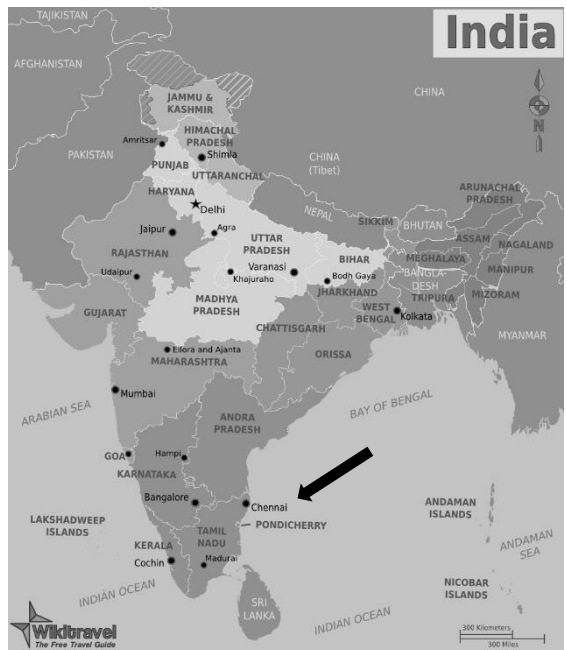 TAJIKISTAN
India
AFGHANISTAN
CHINA
JAMMU &
KASHMIR
HIMACHAL
PRADESH
Amritsar
Shimla
PAKISTAN
PUNJAB
CHINA
(Tibet)
UTTARANCHAL
HARYANA
ARUNACHAL
PRADESH
N
Delhi
NEPAL
SIKKIM
BHUTAN
Jaipur
Agra
ASSAM
NAGALAND
RAJASTHAN
UTTAR
PRADESH
BIHAR
MEGHALAYA
Udaipur
Khajuraho
Varanasi
Bodh Gaya
BANGLA-
DESH
MANIPUR
JHARKHAND
TRIPURA
MIZORAM
MADHYA
PRADESH
WEST
BENGAL
Kolkata
GUJARAT
CHATTISGARH
MYANMAR
Ellora and Ajanta
MAHARASHTRA
ORISSA
Mumbai
ARABIAN SEA
BAY OF BENGAL
ANDRA
PRADESH
GOA
Hampi
KARNATAKA
Bangalore
Chennai
ANDAMAN
ISLANDS
LAKSHADWEEP
ISLANDS
PONDICHERRY
TAMIL
NADU
ANDAMAN
SEA
KERALA
Cochin
Madurai
NICOBAR
ISLANDS
INDIAN OCEAN
SRI
LANKA
INDIAN OCEAN
Wikitravel
The Free Travel Guide
300 Kilometers
300 Miles